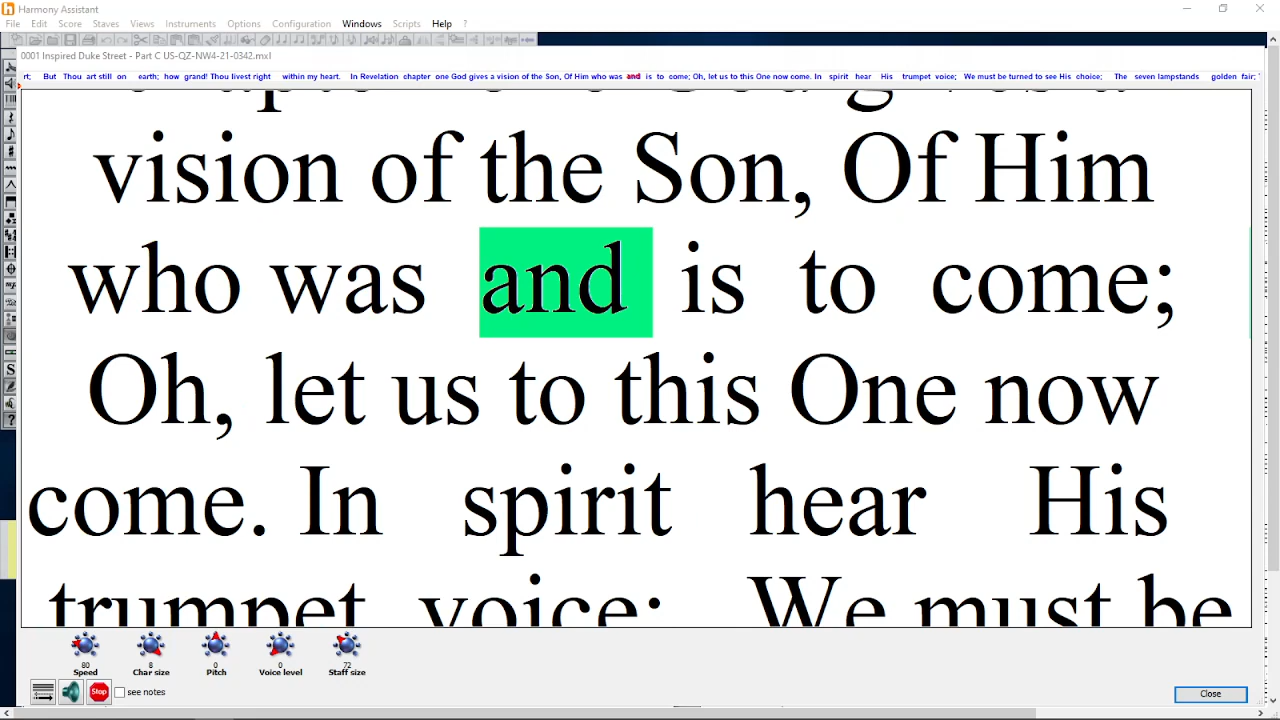 Harmony Assistant
File Edit Score Staves Views Instruments Options Configuration Windows Scripts Help ?
0001 Inspired Duke Street - Part C US-QZ-NW4-21-0342.mxl
rt; But Thou art still on earth; how grand! Thou livest right within my heart. In Revelation chapter one God gives a vision of the Son, Of Him who was and is to come; Oh, let us to this One now come. In spirit hear His trumpet voice; We must be turned to see His choice; The seven lampstands golden fair;
vision of the Son, Of Him
who was and is to come;
Oh, let us to this One now
come. In spirit hear His
trumpet voice; We must be
80 8 0 0 72
Speed Char size Pitch Voice level Staff size
Stop see notes
Close